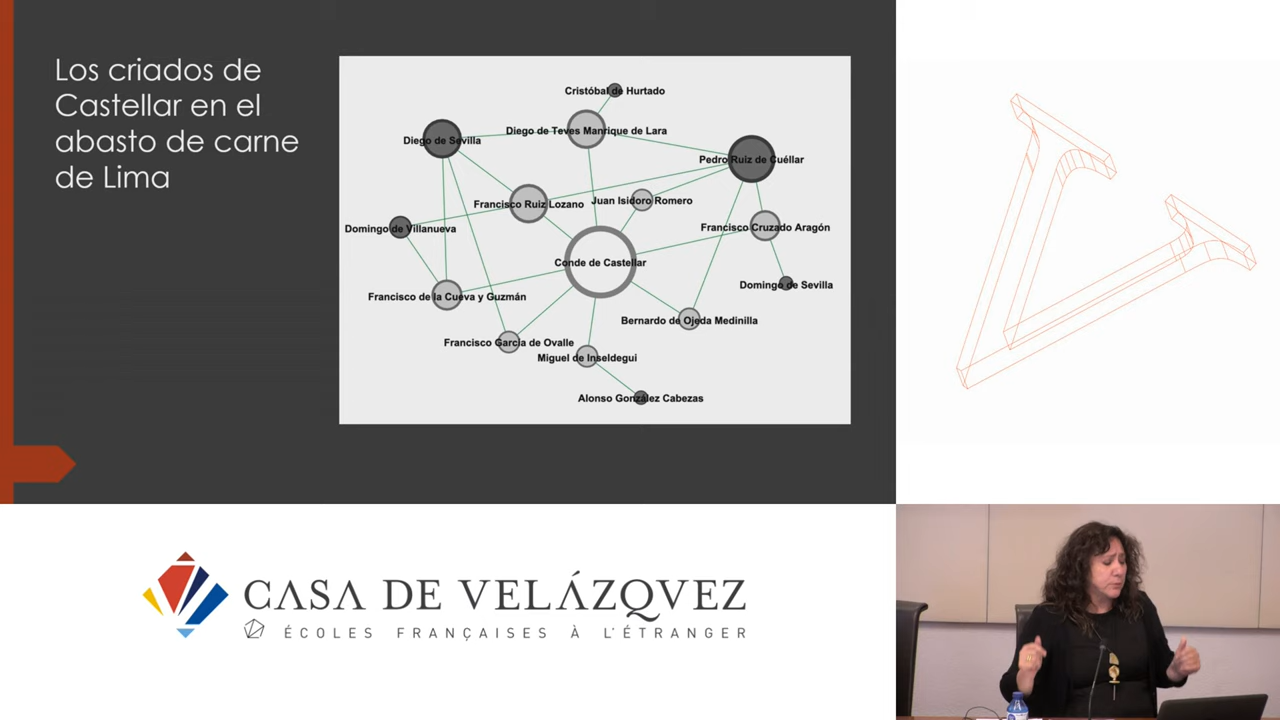 Los criados de
Castellar en el
abasto de carne
de Lima
Cristóbal de Hurtado
Diego de Teves Manrique de Lara
Diego de Sevilla
Pedro Ruiz de Cuéllar
Francisco Ruiz Lozano
Juan Isidoro Romero
Domingo de Villanueva
Francisco Cruzado Aragón
Conde de Castellar
Domingo de Sevilla
Francisco de la Cueva y Guzmán
Bernardo de Ojeda Medinilla
Francisco García de Ovalle
Miguel de Inseldegui
Alonso González Cabezas
CASA DE VELÁZQVEZ
ÉCOLES FRANÇAISES À L'ÉTRANGER